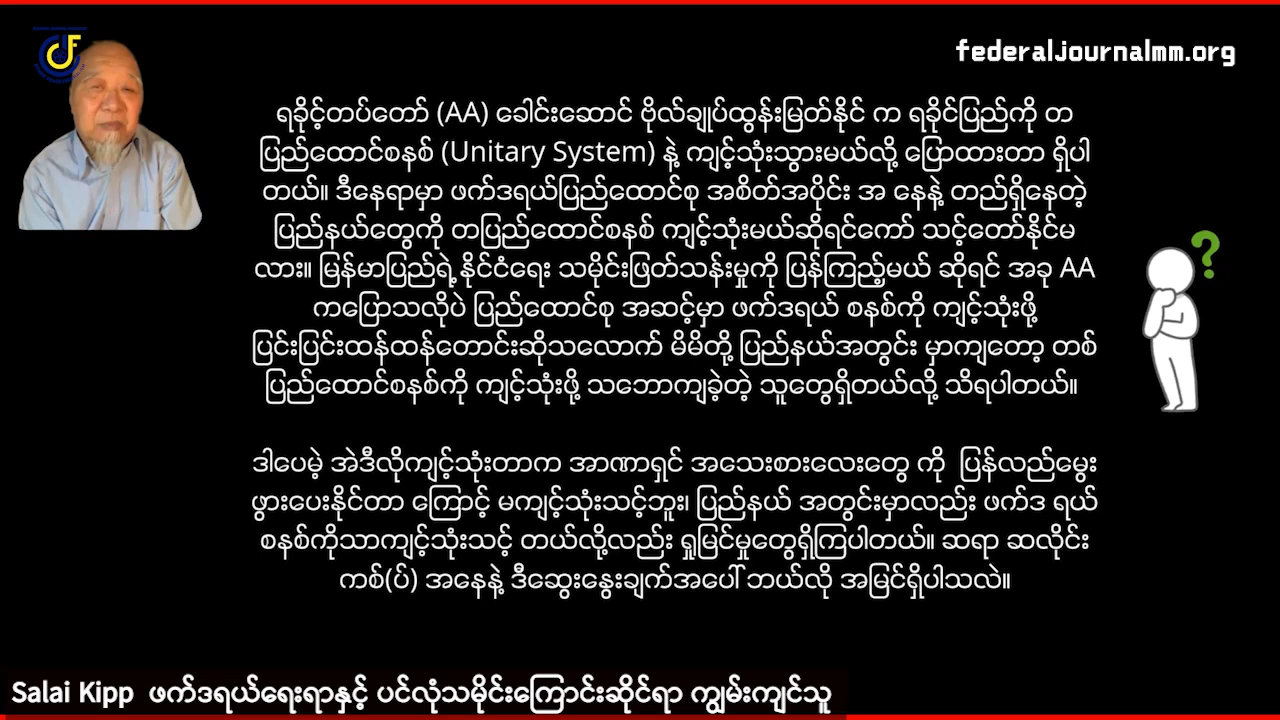 federaljournalmm.org
ရခိုင့်တပ်တော် (AA) ခေါင်းဆောင် ဗိုလ်ချုပ်ထွန်းမြတ်နိုင် က ရခိုင်ပြည်ကို တ
ပြည်ထောင်စနစ် (Unitary System) နဲ့ ကျင့်သုံးသွားမယ်လို့ ပြောထားတာ ရှိပါ
တယ်။ ဒီနေရာမှာ ဖက်ဒရယ်ပြည်ထောင်စု အစိတ်အပိုင်း အ နေနဲ့ တည်ရှိနေတဲ့
ပြည်နယ်တွေကို တပြည်ထောင်စနစ် ကျင့်သုံးမယ်ဆိုရင်ကော် သင့်တော်နိုင်မ
လား။ မြန်မာပြည်ရဲ့ နိုင်ငံရေး သမိုင်းဖြတ်သန်းမှုကို ပြန်ကြည့်မယ် ဆိုရင် အခု AA
ကပြောသလိုပဲ ပြည်ထောင်စု အဆင့်မှာ ဖက်ဒရယ် စနစ်ကို ကျင့်သုံးဖို့
ပြင်းပြင်းထန်ထန်တောင်းဆိုသလောက် မိမိတို့ ပြည်နယ်အတွင်း မှာကျတော့ တစ်
ပြည်ထောင်စနစ်ကို ကျင့်သုံးဖို့ သဘောကျခဲ့တဲ့ သူတွေရှိတယ်လို့ သိရပါတယ်။
ဒါပေမဲ့ အဲဒီလိုကျင့်သုံးတာက အာဏာရှင် အသေးစားလေးတွေ ကို ပြန်လည်မွေး
ဖွားပေးနိုင်တာ ကြောင့် မကျင့်သုံးသင့်ဘူး၊ ပြည်နယ် အတွင်းမှာလည်း ဖက်ဒ ရယ်
စနစ်ကိုသာကျင့်သုံးသင့် တယ်လို့လည်း ရှုမြင်မှုတွေရှိကြပါတယ်။ ဆရာ ဆလိုင်း
ကစ်(ပ်) အနေနဲ့ ဒီဆွေးနွေးချက်အပေါ် ဘယ်လို အမြင်ရှိပါသလဲ။
Salai Kipp ဖက်ဒရယ်ရေးရာနှင့် ပင်လုံသမိုင်းကြောင်းဆိုင်ရာ ကျွမ်းကျင်သူ